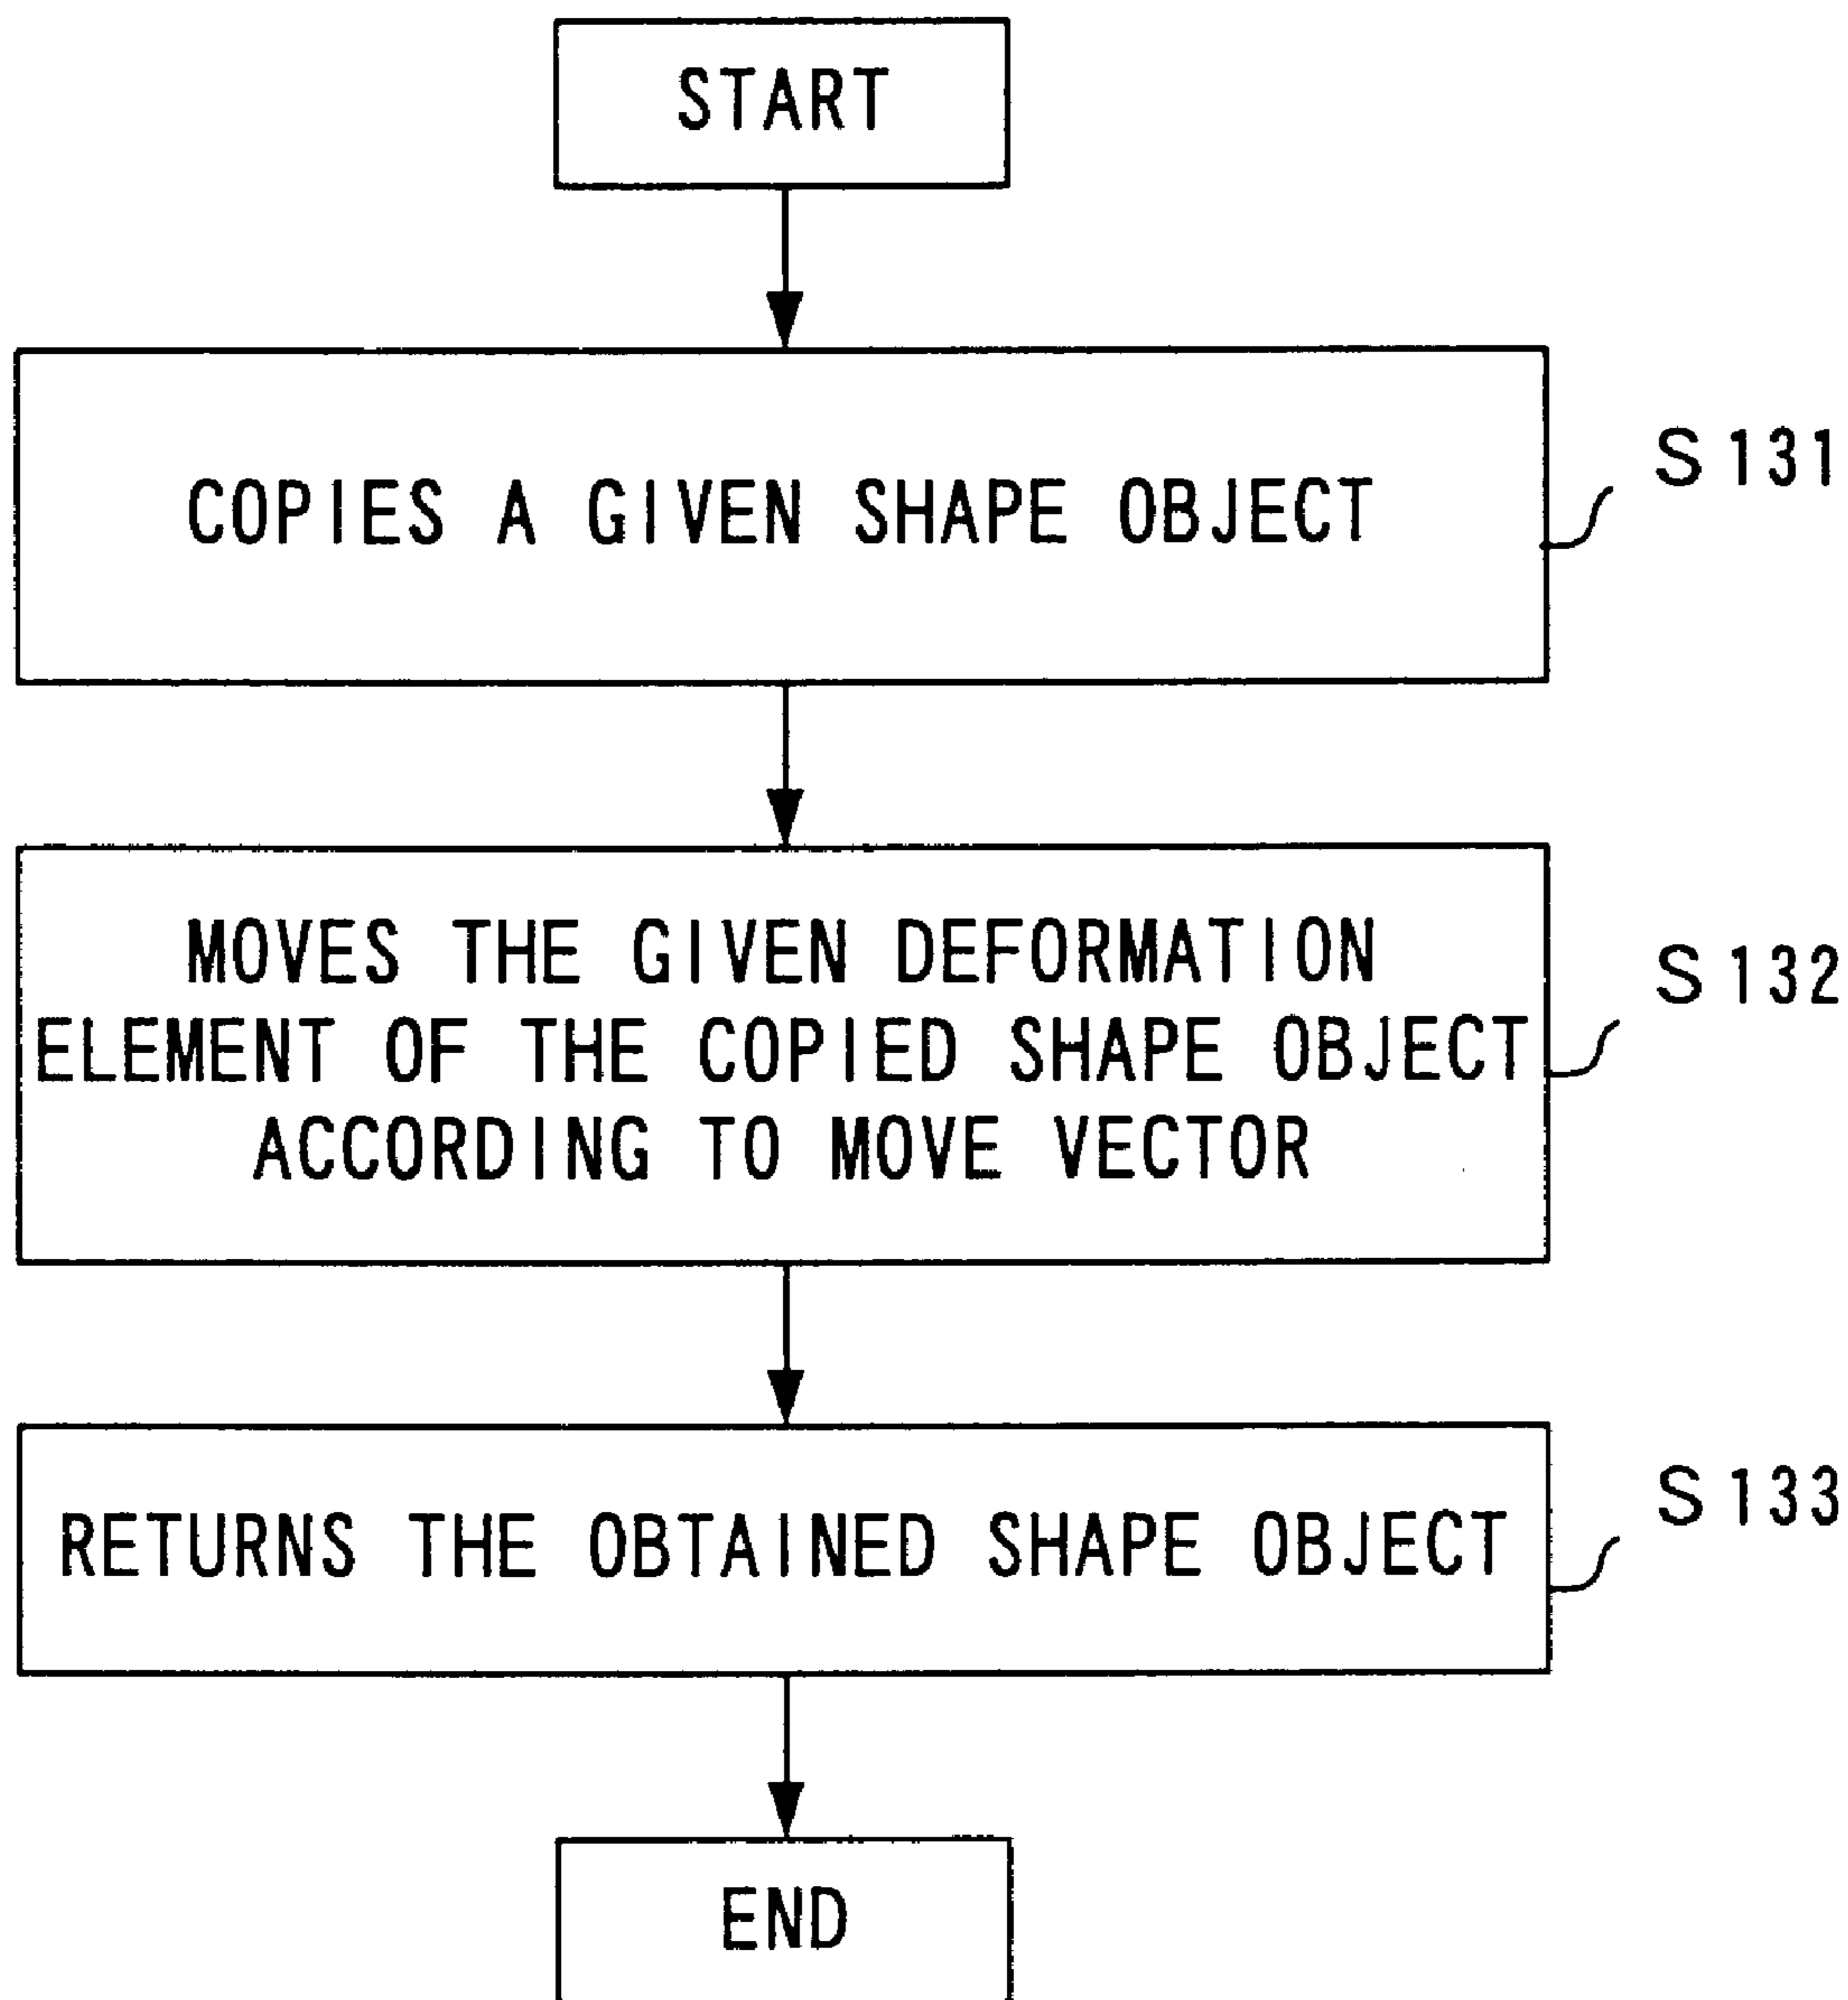 START
COPIES A GIVEN SHAPE OBJECT
S131
MOVES THE GIVEN DEFORMATION
ELEMENT OF THE COPIED SHAPE OBJECT
ACCORDING TO MOVE VECTOR
S132
RETURNS THE OBTAINED SHAPE OBJECT
S133
END